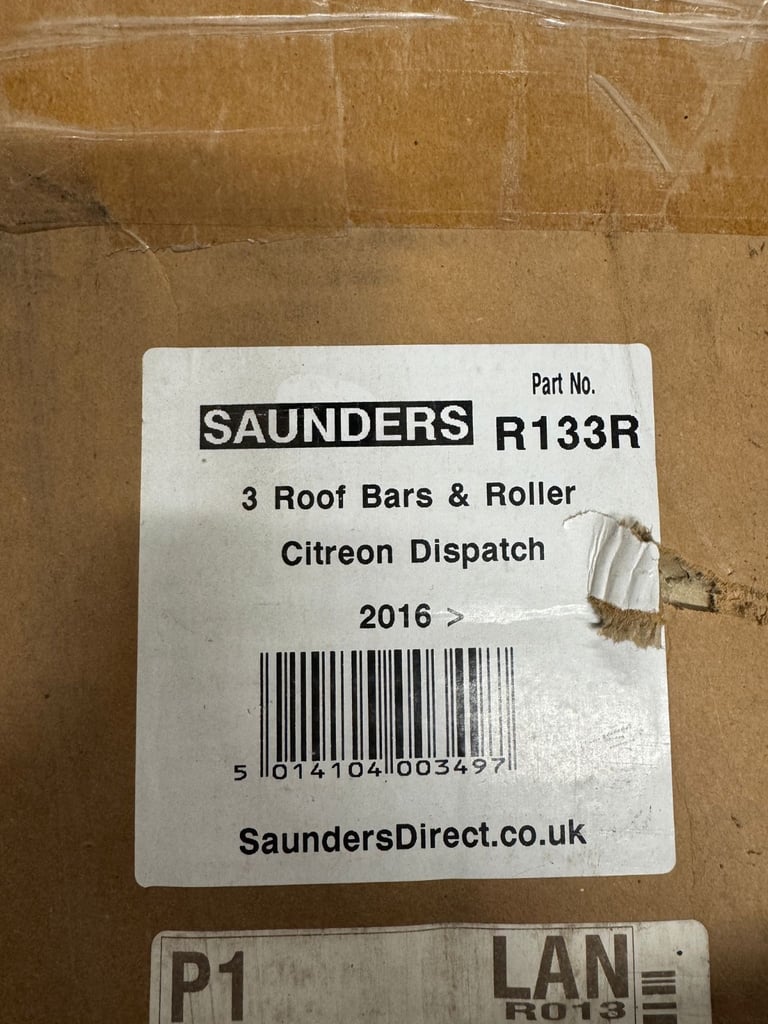 Part No.
SAUNDERS R133R
3 Roof Bars & Roller
Citreon Dispatch
2016 >
5 014104 003497
SaundersDirect.co.uk
P1 LAN
R013